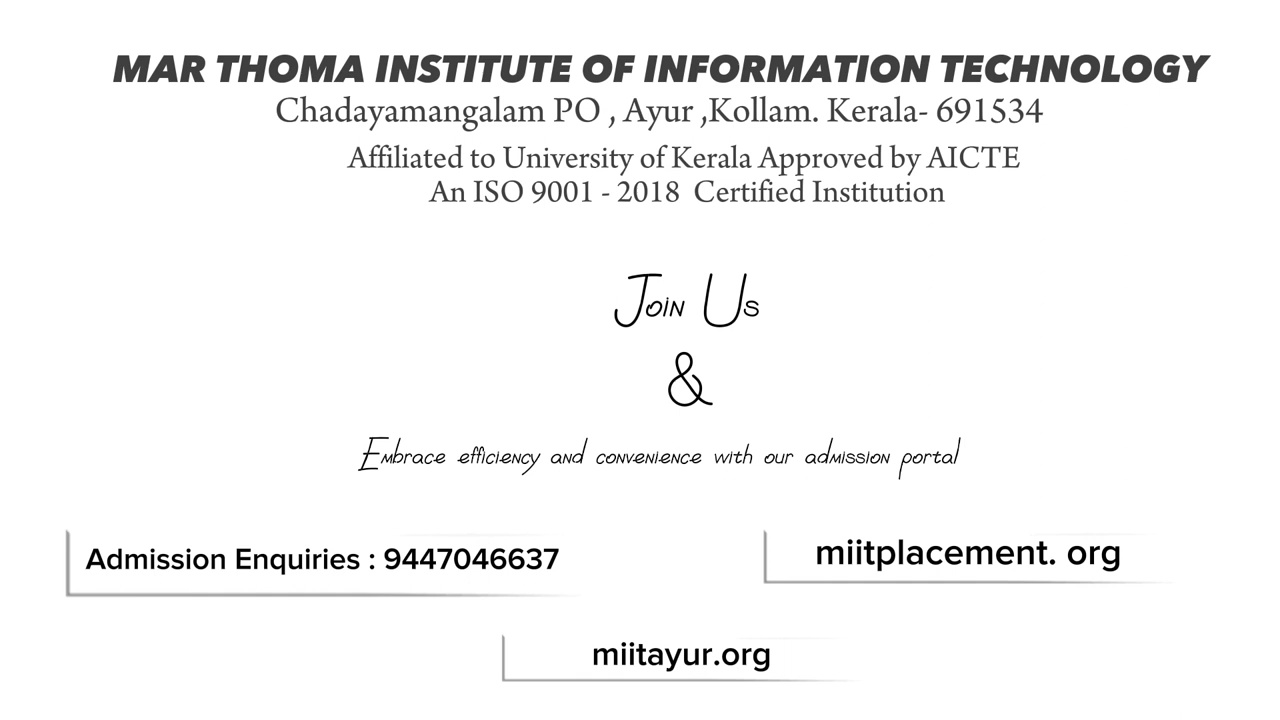 MAR THOMA INSTITUTE OF INFORMATION TECHNOLOGY
Chadayamangalam PO , Ayur ,Kollam. Kerala- 691534
Affiliated to University of Kerala Approved by AICTE
An ISO 9001 - 2018 Certified Institution
Join Us
&
Embrace efficiency and convenience with our admission portal
Admission Enquiries : 9447046637
miitplacement. org
miitayur.org